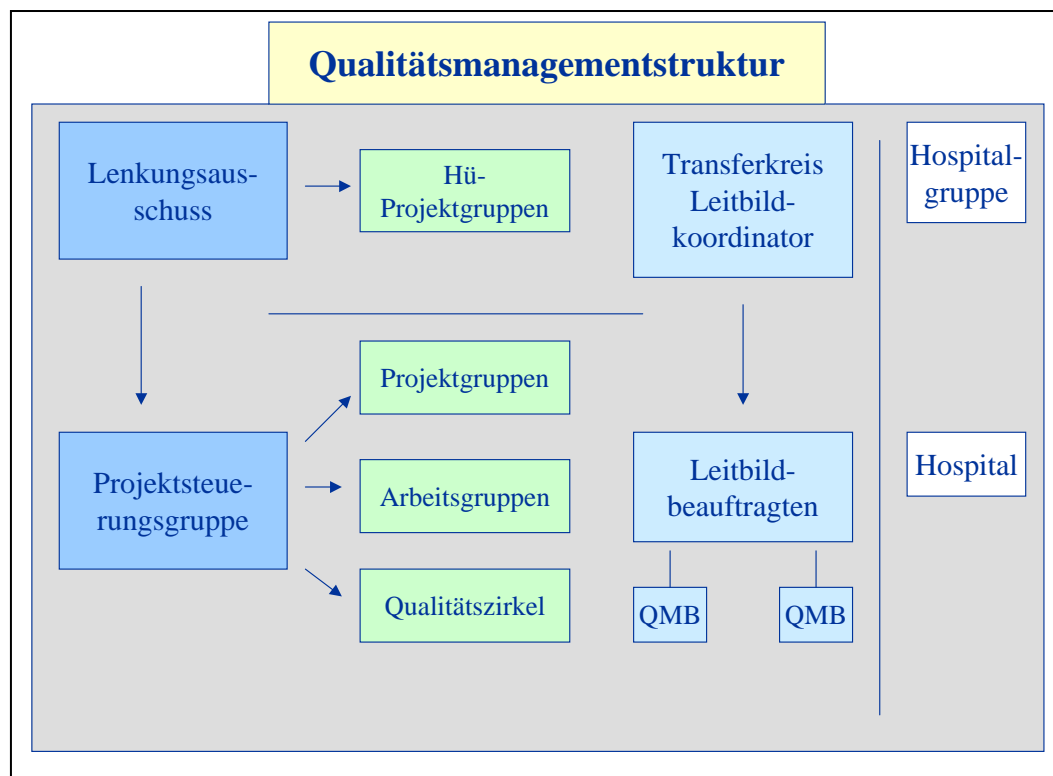 Qualitätsmanagementstruktur
Lenkungsaus-
schuss
Hü-
Projektgruppen
Transferkreis
Leitbild-
koordinator
Hospital-
gruppe
Projektgruppen
Projektsteue-
rungsgruppe
Arbeitsgruppen
Qualitätszirkel
Leitbild-
beauftragten
QMB
QMB
Hospital